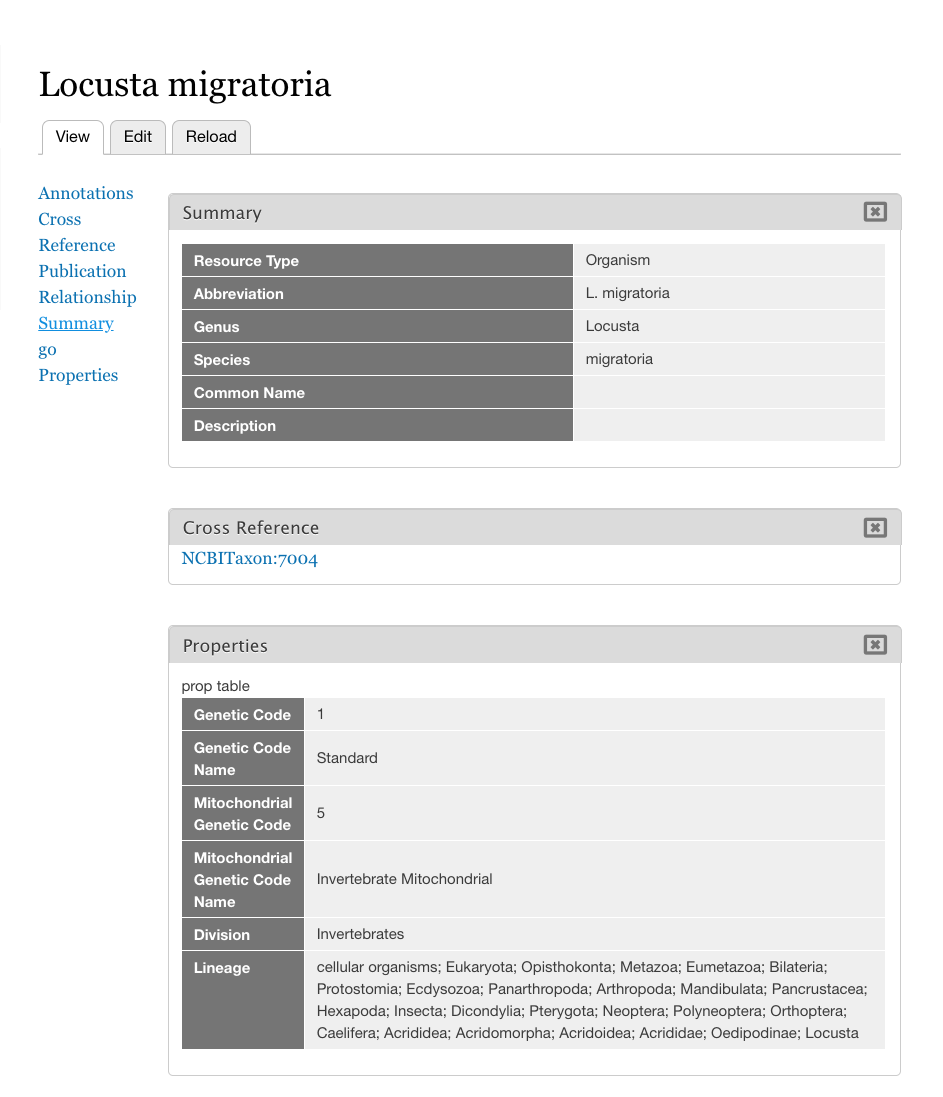 Locusta migratoria
View Edit Reload
Annotations
Cross
Reference
Publication
Relationship
Summary
go
Properties
Summary
Resource Type Organism
Abbreviation L. migratoria
Genus Locusta
Species migratoria
Common Name
Description
Cross Reference
NCBITaxon:7004
Properties
prop table
Genetic Code 1
Genetic Code
Name
Standard
Mitochondrial
Genetic Code
5
Mitochondrial
Genetic Code
Name
Invertebrate Mitochondrial
Division Invertebrates
Lineage cellular organisms; Eukaryota; Opisthokonta; Metazoa; Eumetazoa; Bilateria;
Protostomia; Ecdysozoa; Panarthropoda; Arthropoda; Mandibulata; Pancrustacea;
Hexapoda; Insecta; Dicondylia; Pterygota; Neoptera; Polyneoptera; Orthoptera;
Caelifera; Acrididea; Acridomorpha; Acridoidea; Acrididae; Oedipodinae; Locusta